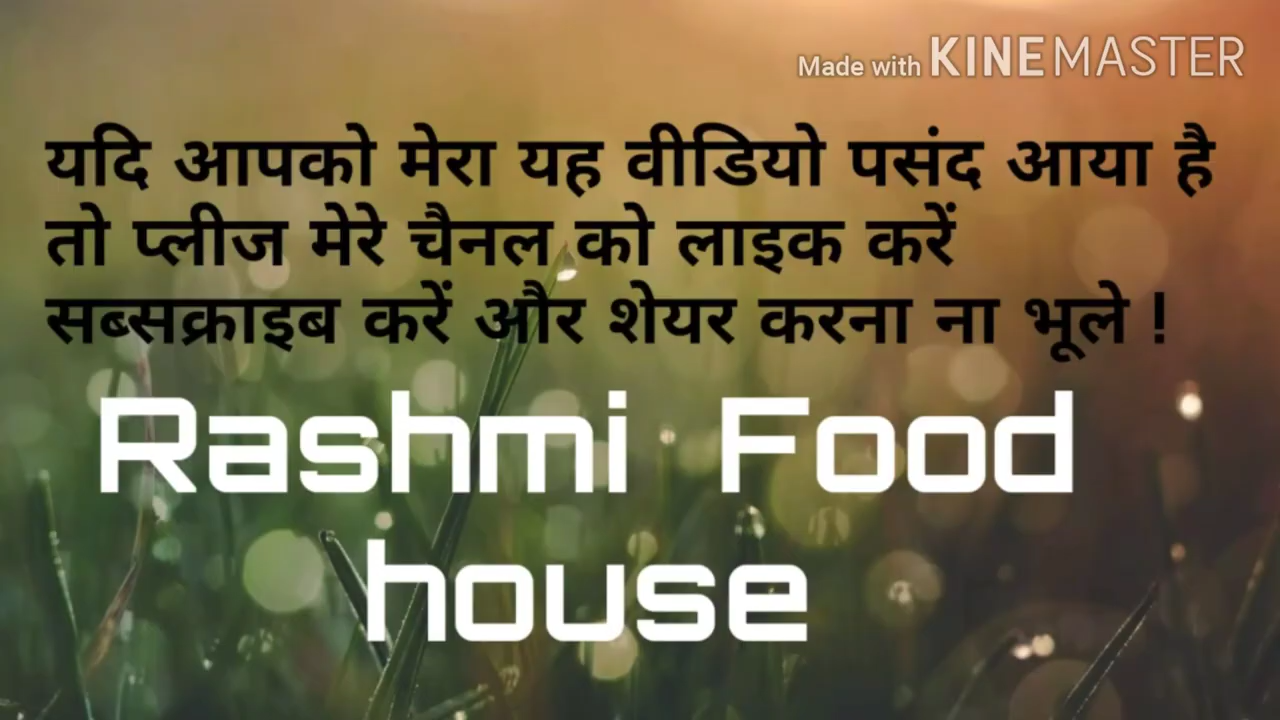 Made with KINEMASTER
यदि आपको मेरा यह वीडियो पसंद आया है
तो प्लीज मेरे चैनल को लाइक करें
सब्सक्राइब करें और शेयर करना ना भूले !
Rashmi Food
house